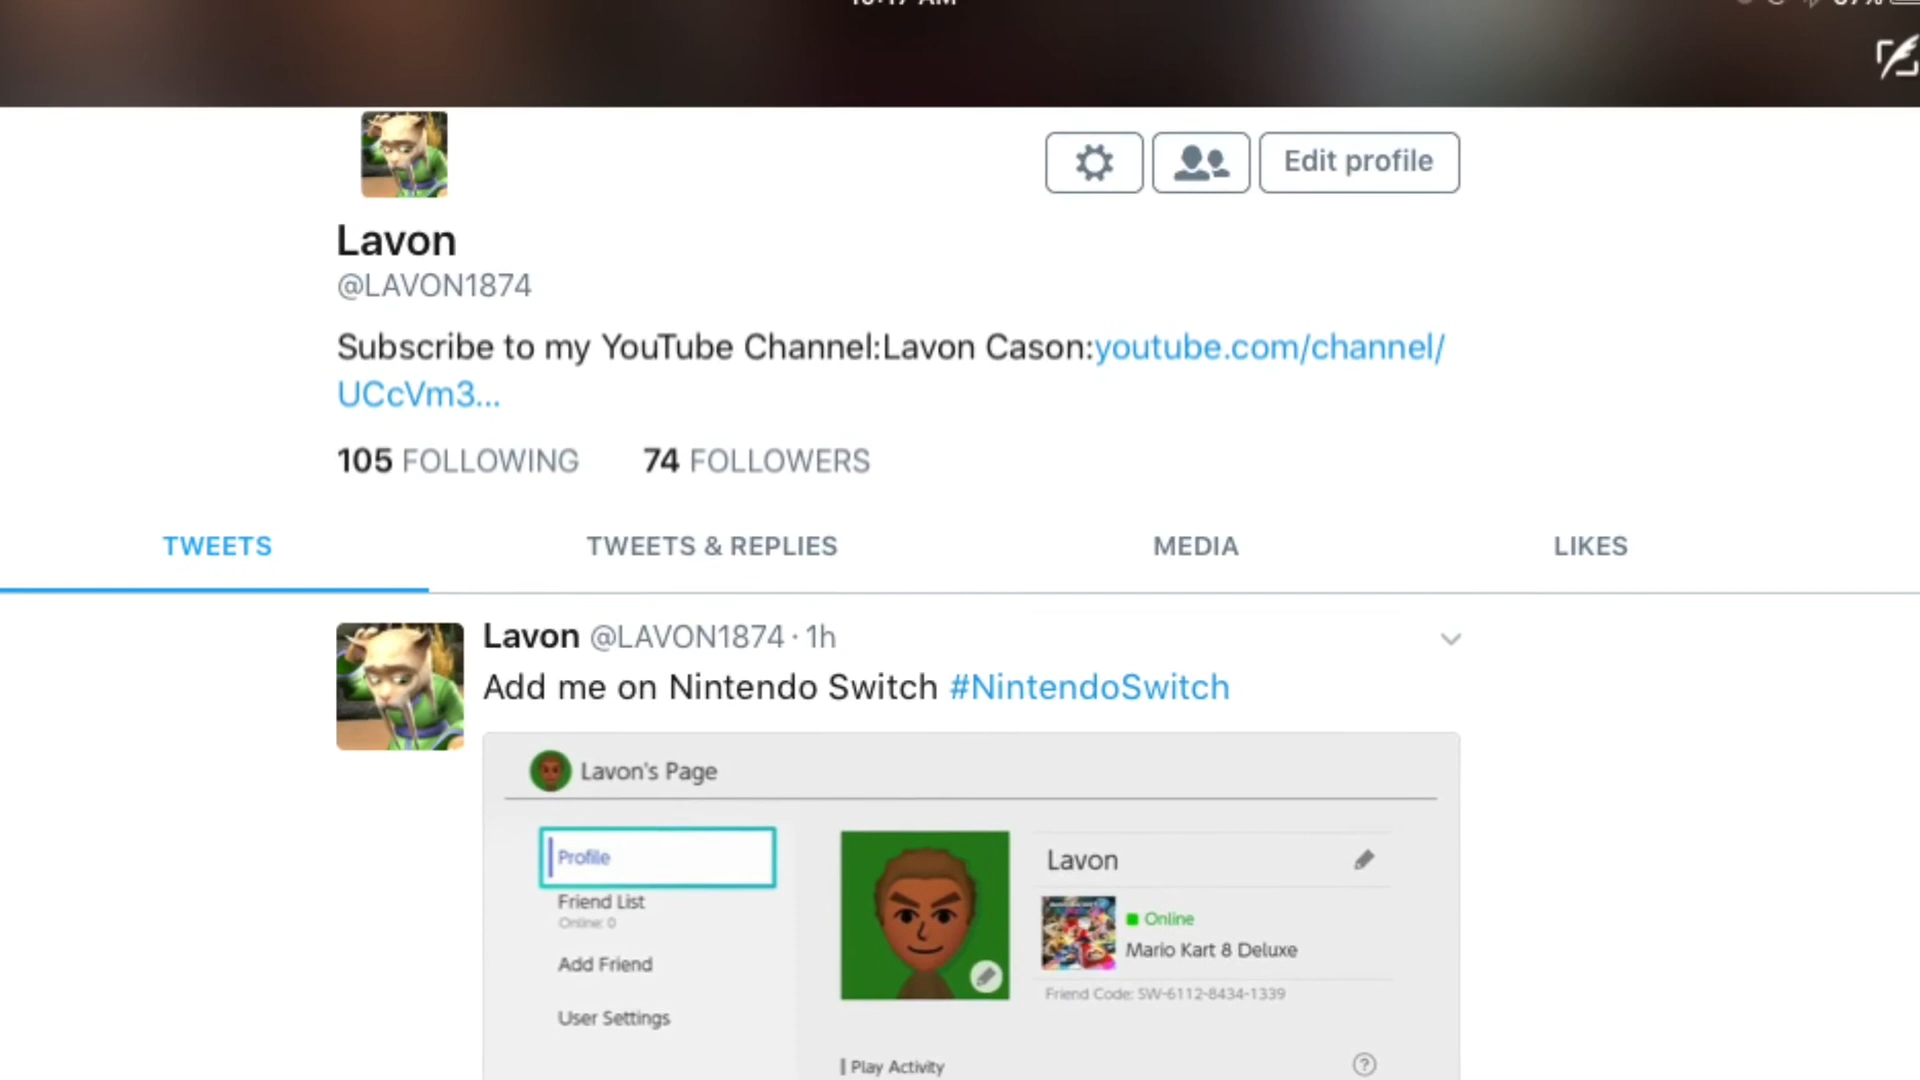 Edit profile
Lavon
@LAVON1874
Subscribe to my YouTube Channel:Lavon Cason:youtube.com/channel/
UCcVm3...
105 FOLLOWING 74 FOLLOWERS
TWEETS TWEETS & REPLIES MEDIA LIKES
Lavon @LAVON1874 · 1h
Add me on Nintendo Switch #NintendoSwitch
Lavon's Page
Profile
Friend List
Online: 0
Add Friend
User Settings
Lavon
Online
Mario Kart 8 Deluxe
Friend Code: SW-6112-8434-1339
Play Activity